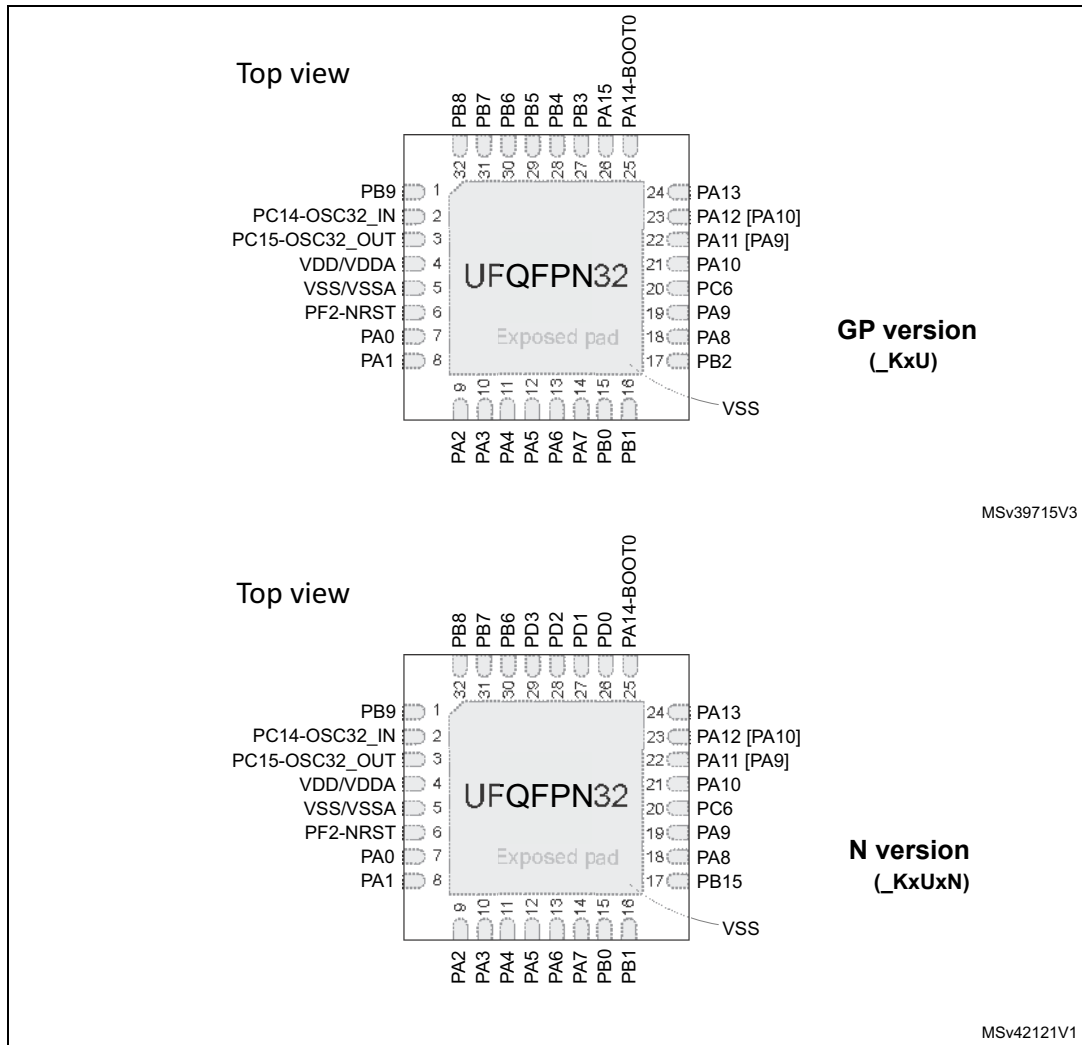 Top view
PB8
PB7
PB6
PB5
PB4
PB3
PA15
PA14-BOOT0
32
31
30
29
28
27
26
25
PB9 1
PC14-OSC32_IN 2
PC15-OSC32_OUT 3
VDD/VDDA 4
VSS/VSSA 5
PF2-NRST 6
PA0 7
PA1 8
UFQFPN32
Exposed pad
24 PA13
23 PA12 [PA10]
22 PA11 [PA9]
21 PA10
20 PC6
19 PA9
18 PA8
17 PB2
VSS
9
10
11
12
13
14
15
16
PA2
PA3
PA4
PA5
PA6
PA7
PB0
PB1
GP version
(_KxU)
MSv39715V3
Top view
PB8
PB7
PB6
PD3
PD2
PD1
PD0
PA14-BOOT0
32
31
30
29
28
27
26
25
PB9 1
PC14-OSC32_IN 2
PC15-OSC32_OUT 3
VDD/VDDA 4
VSS/VSSA 5
PF2-NRST 6
PA0 7
PA1 8
UFQFPN32
Exposed pad
24 PA13
23 PA12 [PA10]
22 PA11 [PA9]
21 PA10
20 PC6
19 PA9
18 PA8
17 PB15
VSS
9
10
11
12
13
14
15
16
PA2
PA3
PA4
PA5
PA6
PA7
PB0
PB1
N version
(_KxUxN)
MSv42121V1